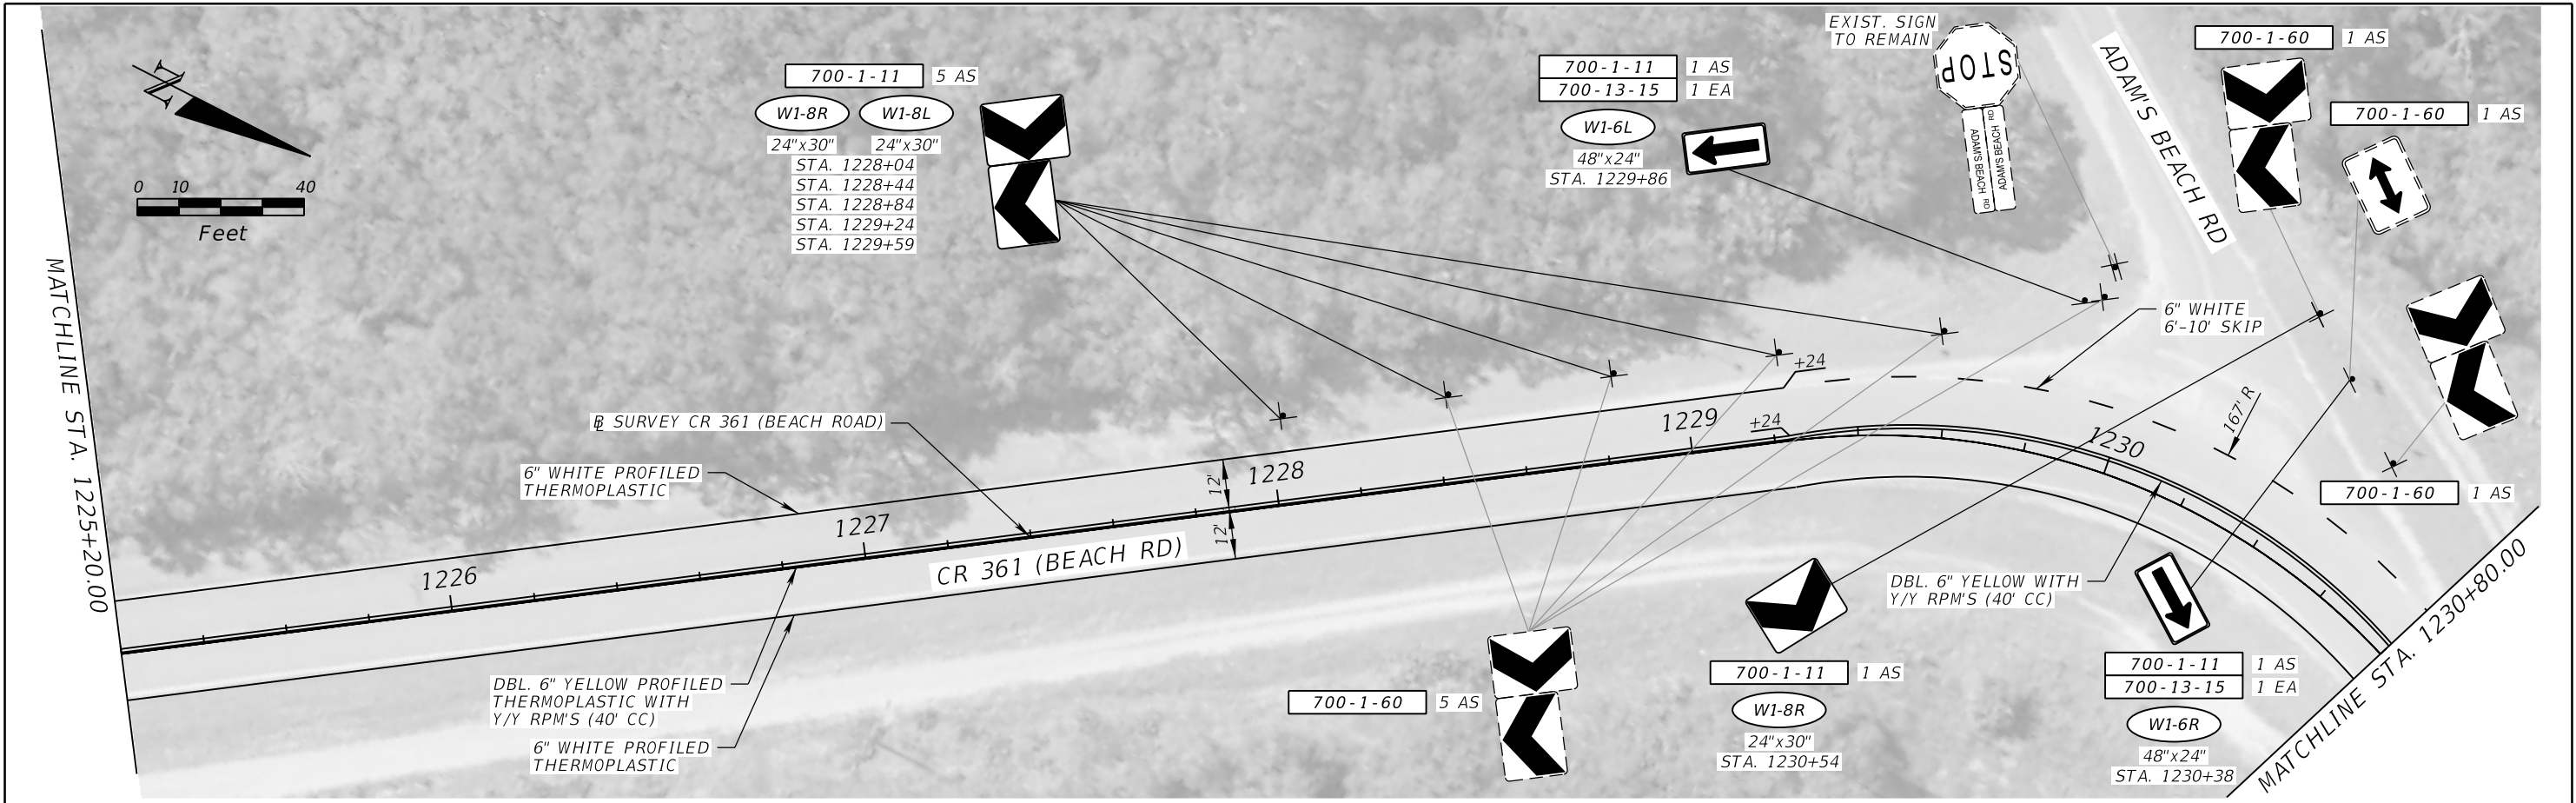 N
0 10 40
Feet
MATCHLINE STA. 1225+20.00
700-1-11 5 AS
W1-8R W1-8L
24"x30" 24"x30"
STA. 1228+04
STA. 1228+44
STA. 1228+84
STA. 1229+24
STA. 1229+59
700-1-11 1 AS
700-13-15 1 EA
W1-6L
48"x24"
STA. 1229+86
EXIST. SIGN
TO REMAIN
STOP
ADAM'S BEACH RD
ADAM'S BEACH RD
ADAM'S BEACH RD
700-1-60 1 AS
700-1-60 1 AS
6" WHITE
6'-10' SKIP
700-1-60 1 AS
167' R
+24
+24
1226
1227
1228
1229
1230
12'
12'
BL SURVEY CR 361 (BEACH ROAD)
6" WHITE PROFILED
THERMOPLASTIC
CR 361 (BEACH RD)
DBL. 6" YELLOW PROFILED
THERMOPLASTIC WITH
Y/Y RPM'S (40' CC)
6" WHITE PROFILED
THERMOPLASTIC
700-1-60 5 AS
700-1-11 1 AS
W1-8R
24"x30"
STA. 1230+54
DBL. 6" YELLOW WITH
Y/Y RPM'S (40' CC)
700-1-11 1 AS
700-13-15 1 EA
W1-6R
48"x24"
STA. 1230+38
MATCHLINE STA. 1230+80.00